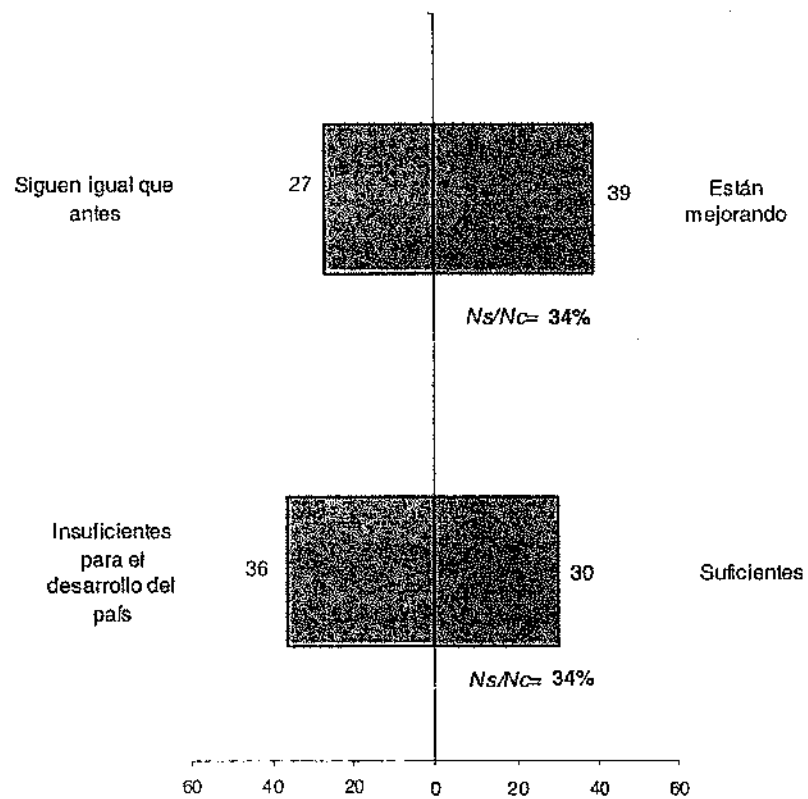 Siguen igual que
antes
27
39
Están
mejorando
Ns/Nc= 34%
Insuficientes
para el
desarrollo del
país
36
30
Suficientes
Ns/Nc= 34%
60 40 20 0 20 40 60